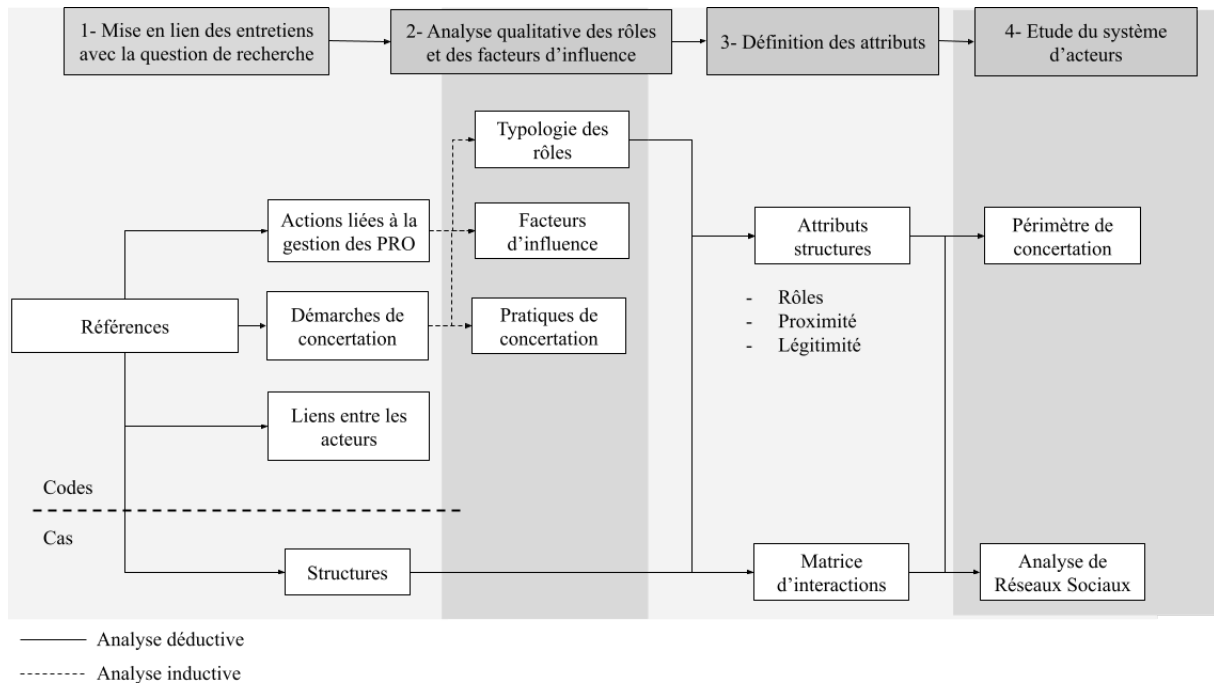 1- Mise en lien des entretiens
avec la question de recherche
2- Analyse qualitative des rôles
et des facteurs d’influence
3- Définition des attributs
4- Etude du système
d’acteurs
Typologie des
rôles
Actions liées à la
gestion des PRO
Facteurs
d’influence
Attributs
structures
Périmètre de
concertation
Références
Démarches de
concertation
Pratiques de
concertation
- Rôles
- Proximité
- Légitimité
Liens entre les
acteurs
Codes
Cas
Structures
Matrice
d’interactions
Analyse de
Réseaux Sociaux
Analyse déductive
Analyse inductive